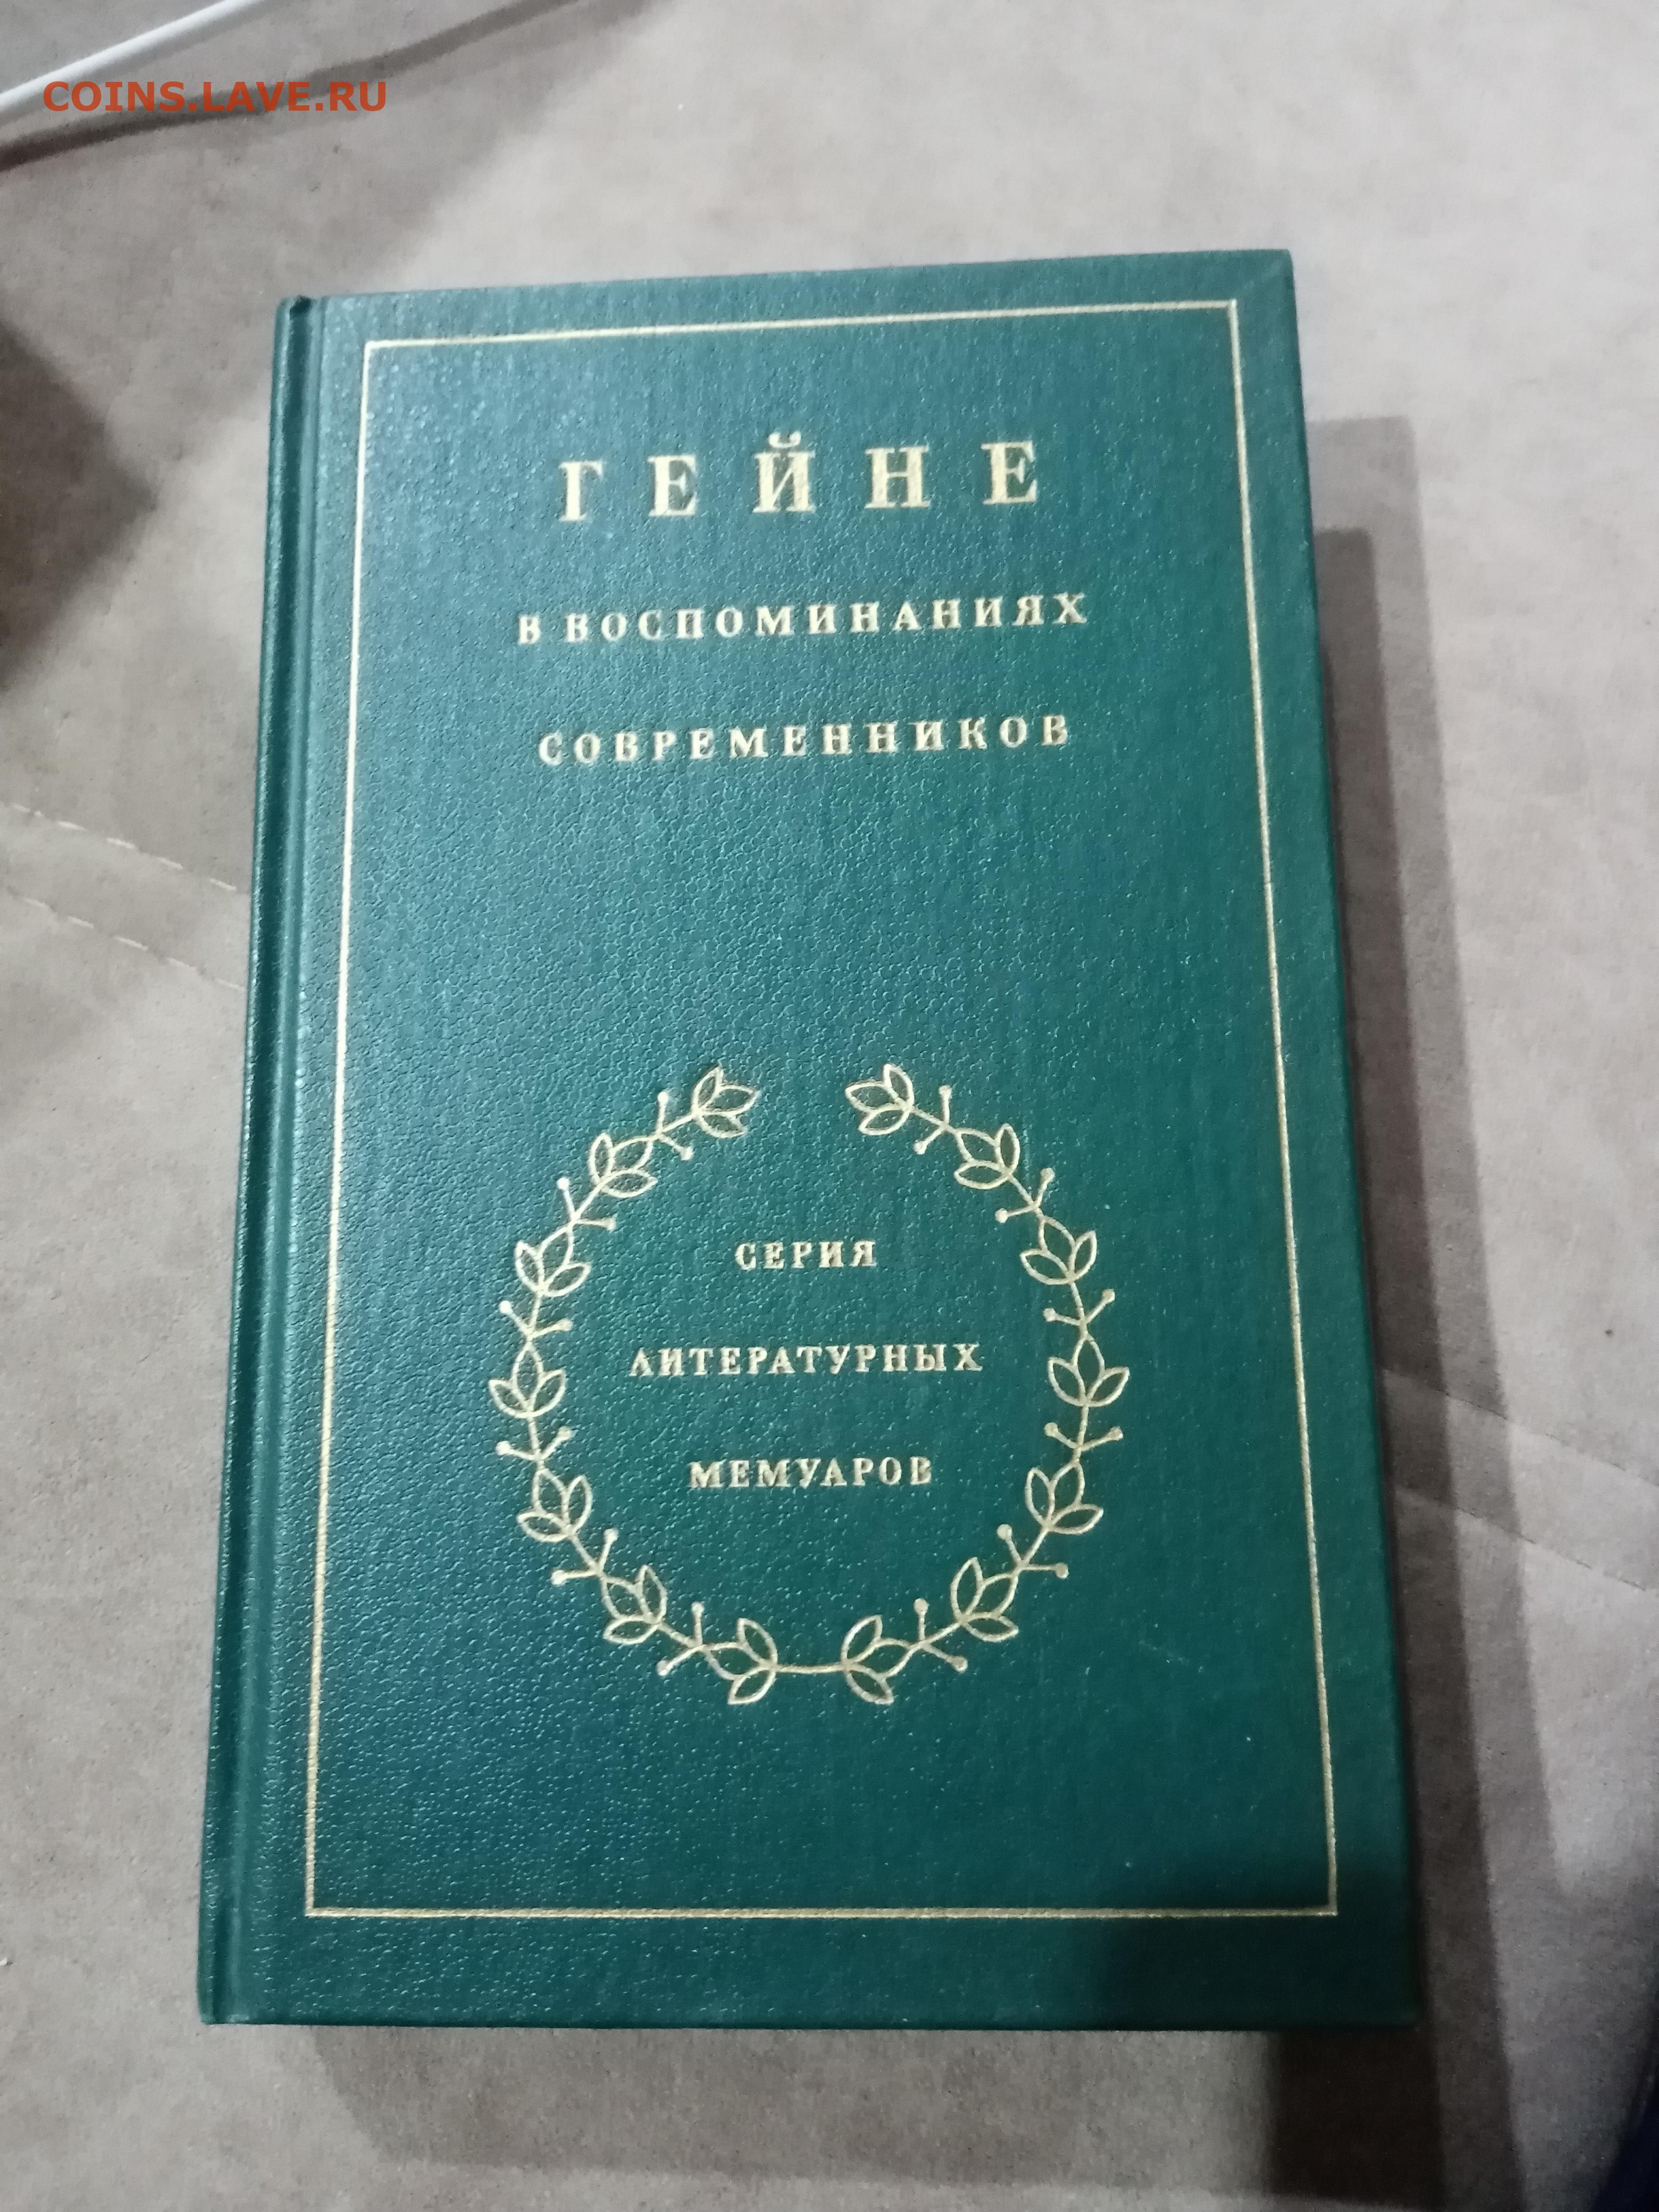 COINS.LAVE.RU
ГЕЙНЕ
В ВОСПОМИНАНИЯХ
СОВРЕМЕННИКОВ
СЕРИЯ
ЛИТЕРАТУРНЫХ
МЕМУАРОВ